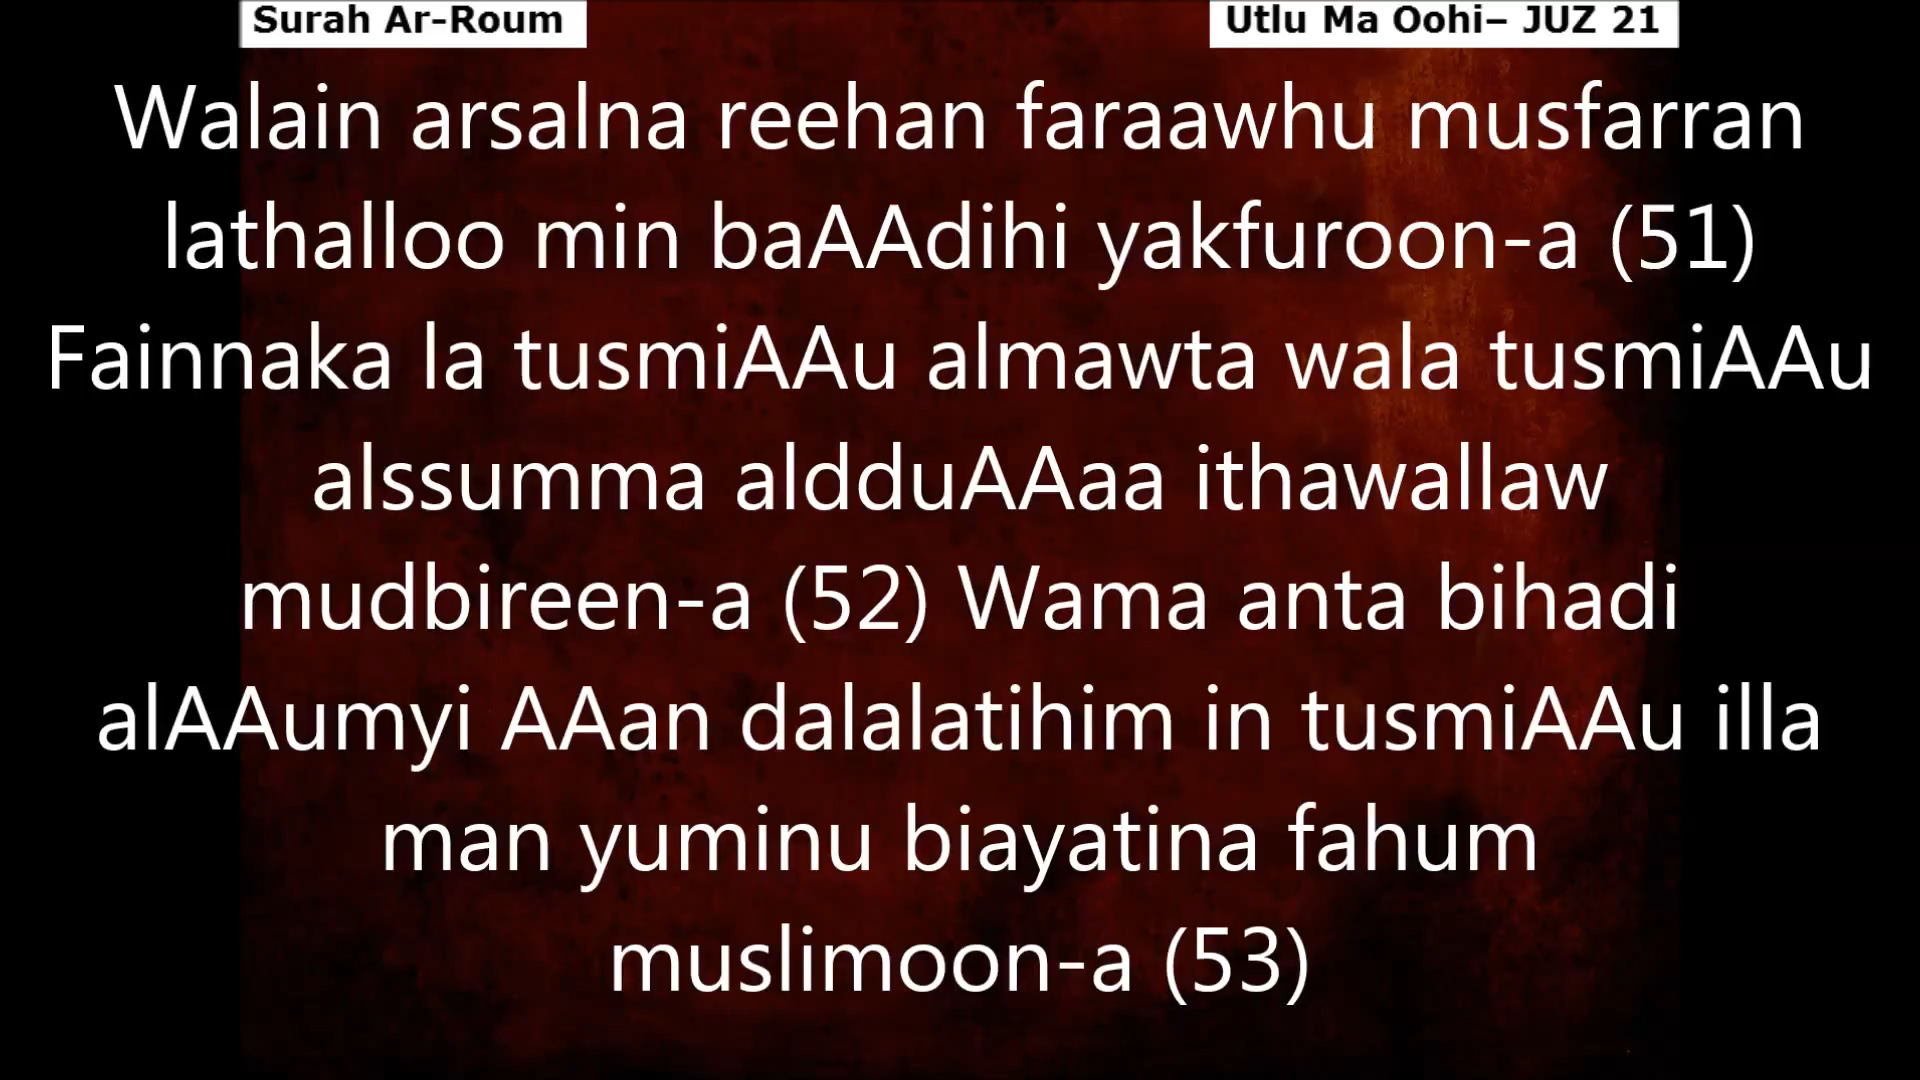 Surah Ar-Roum
Utlu Ma Oohi– JUZ 21
Walain arsalna reehan faraawhu musfarran
lathalloo min baAAdihi yakfuroon-a (51)
Fainnaka la tusmiAAu almawta wala tusmiAAu
alssumma aldduAAaa ithawallaw
mudbireen-a (52) Wama anta bihadi
alAAumyi AAan dalalatihim in tusmiAAu illa
man yuminu biayatina fahum
muslimoon-a (53)